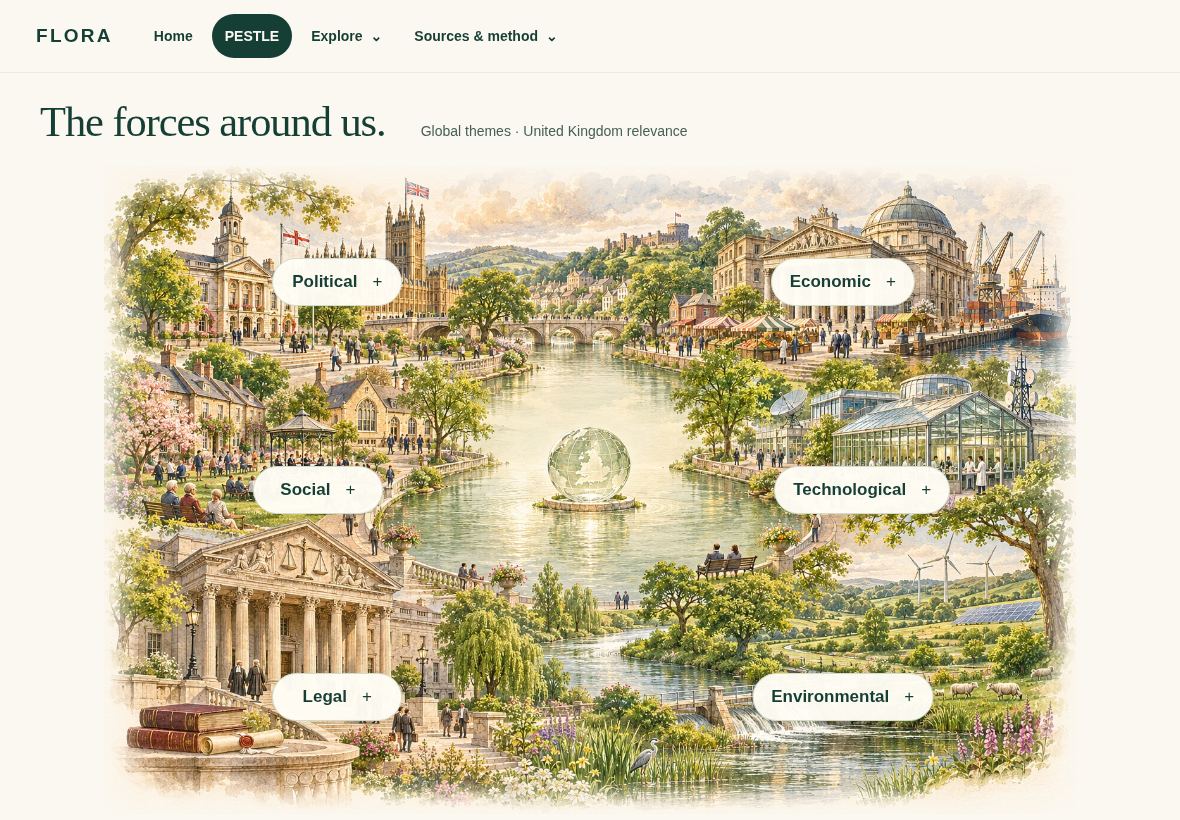 FLORA
Home
PESTLE
Explore
Sources & method
The forces around us.
Global themes · United Kingdom relevance
Political +
Economic +
Social +
Technological +
Legal +
Environmental +